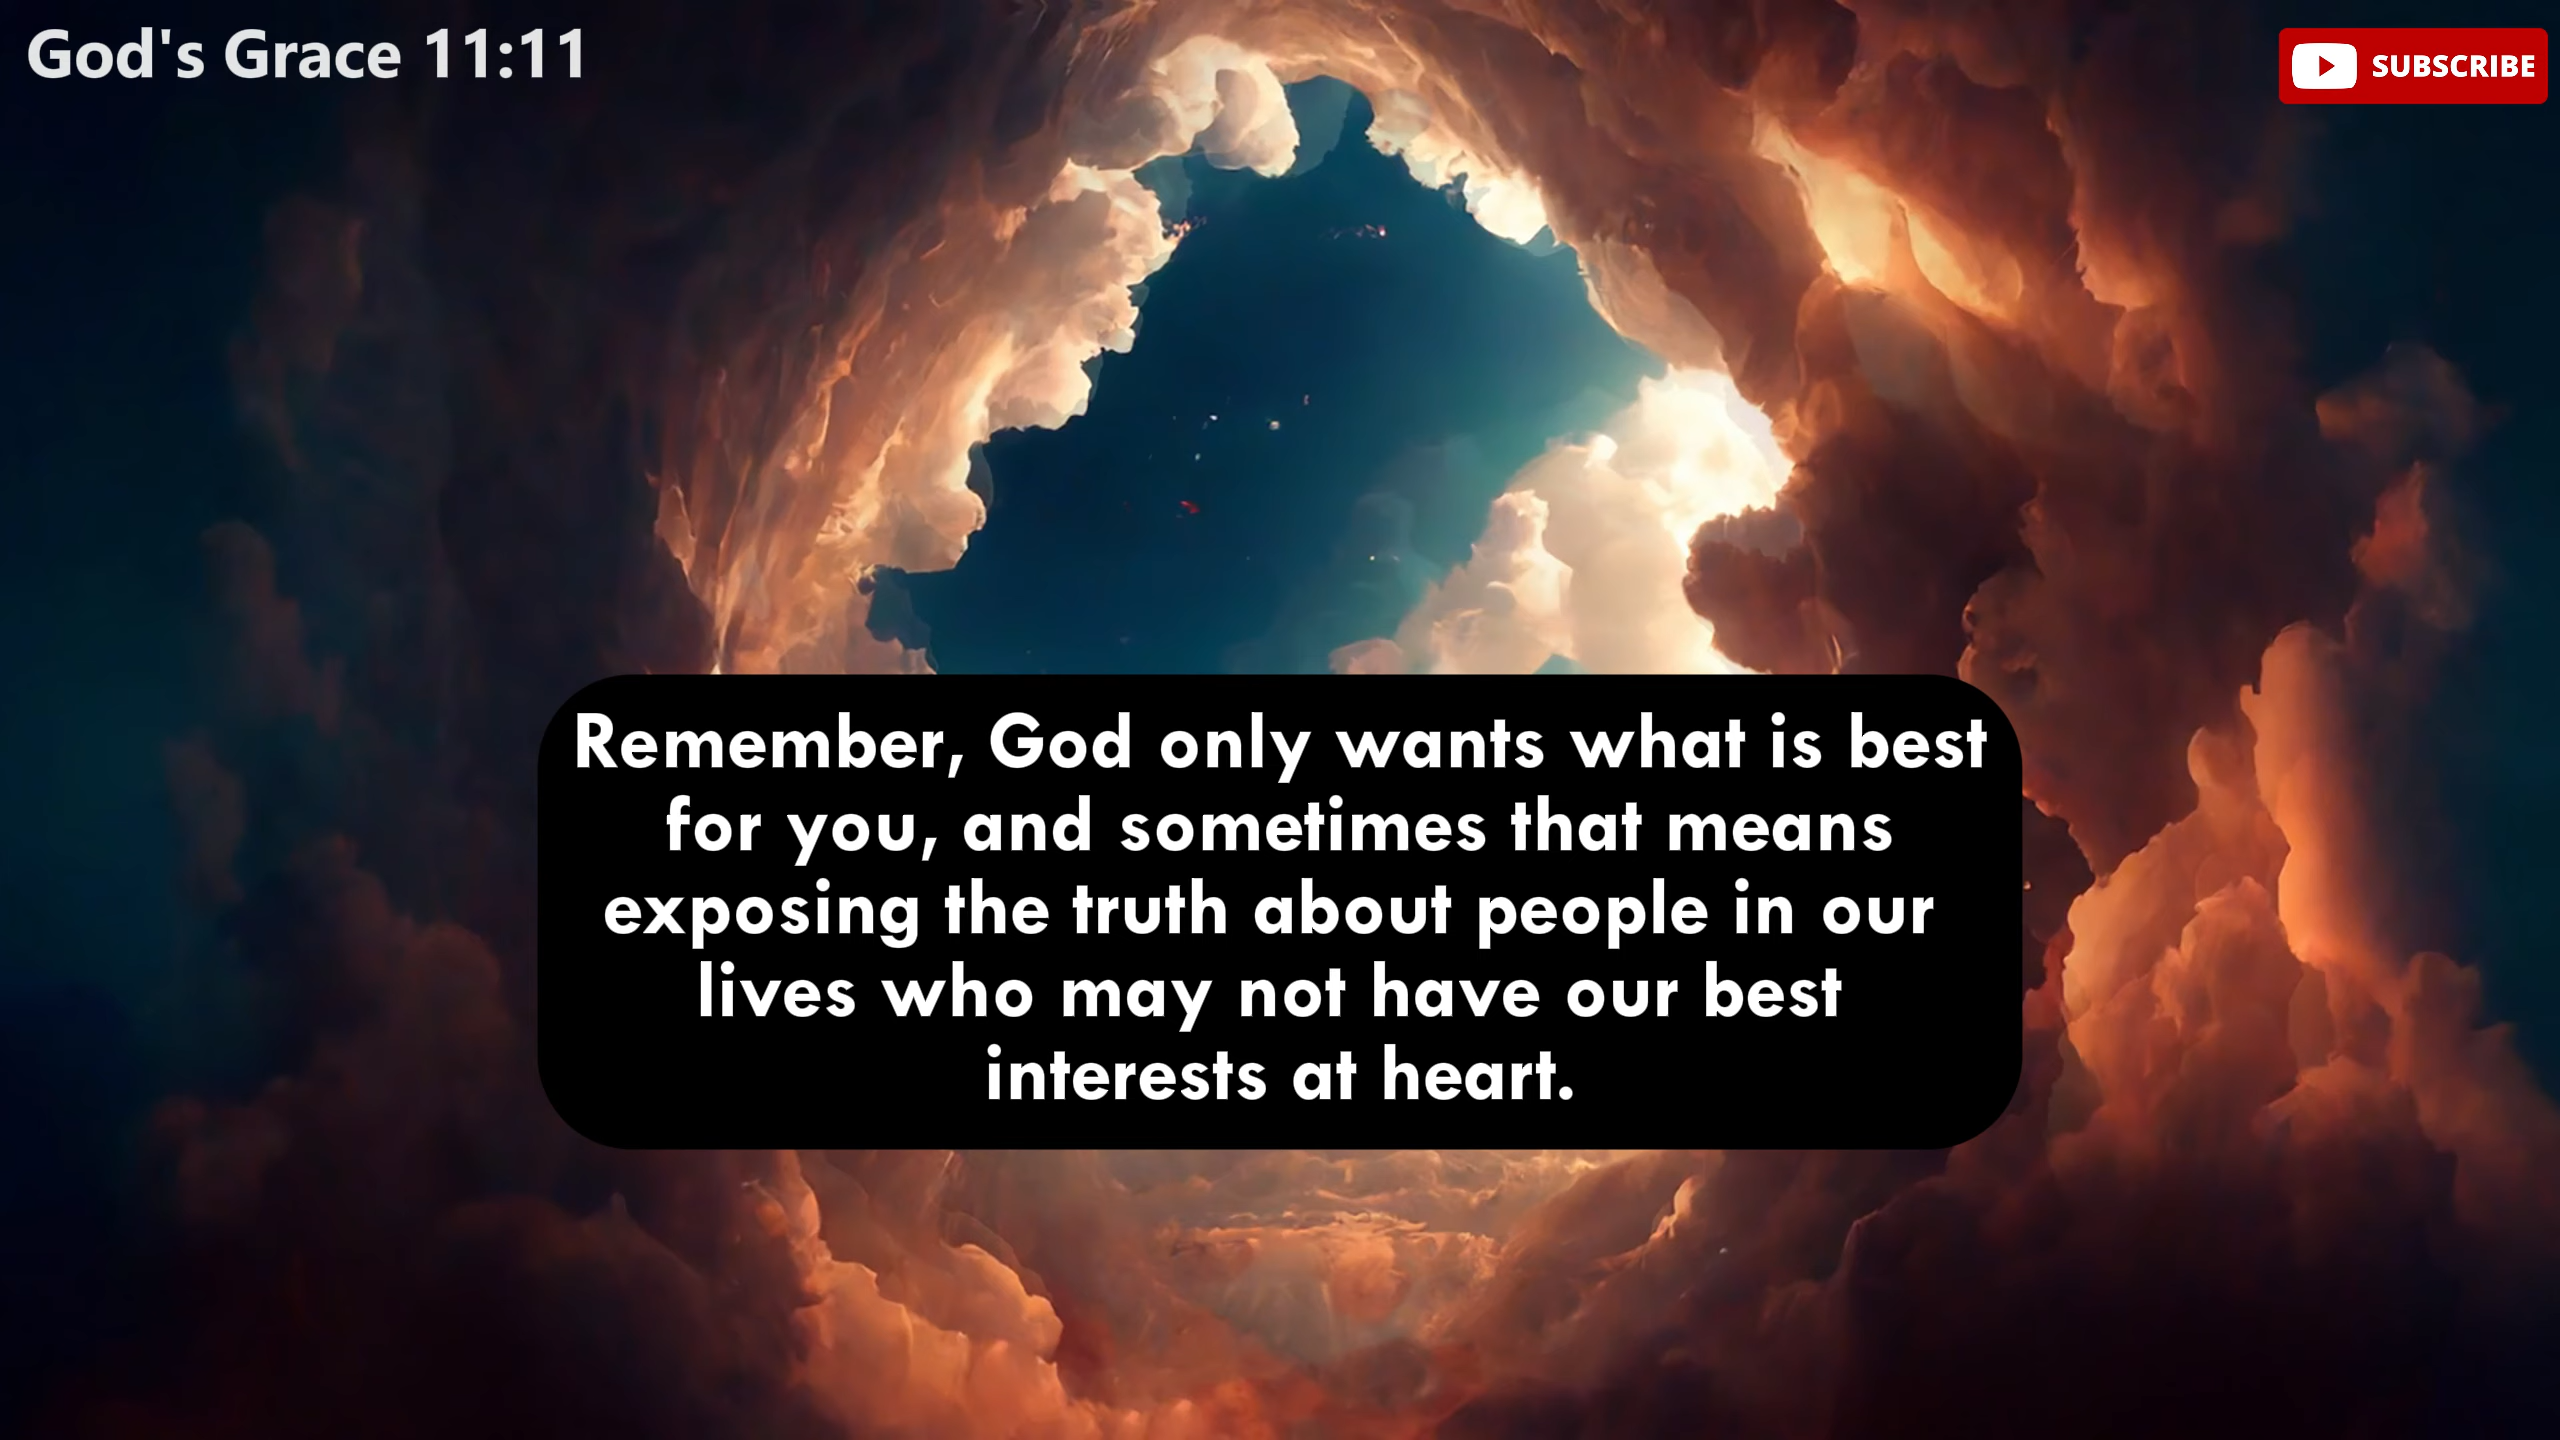 God's Grace 11:11
SUBSCRIBE
Remember, God only wants what is best
for you, and sometimes that means
exposing the truth about people in our
lives who may not have our best
interests at heart.